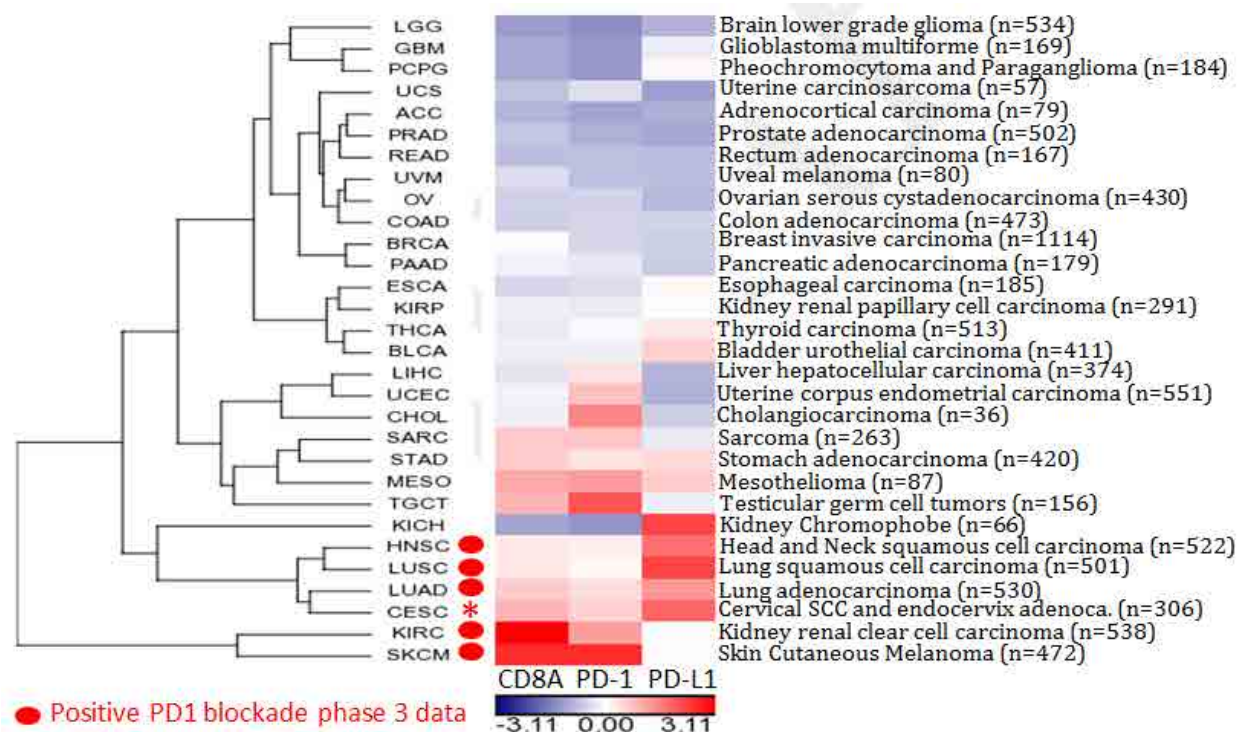 LGG Brain lower grade glioma (n=534)
GBM Glioblastoma multiforme (n=169)
PCPG Pheochromocytoma and Paraganglioma (n=184)
UCS Uterine carcinosarcoma (n=57)
ACC Adrenocortical carcinoma (n=79)
PRAD Prostate adenocarcinoma (n=502)
READ Rectum adenocarcinoma (n=167)
UVM Uveal melanoma (n=80)
OV Ovarian serous cystadenocarcinoma (n=430)
COAD Colon adenocarcinoma (n=473)
BRCA Breast invasive carcinoma (n=1114)
PAAD Pancreatic adenocarcinoma (n=179)
ESCA Esophageal carcinoma (n=185)
KIRP Kidney renal papillary cell carcinoma (n=291)
THCA Thyroid carcinoma (n=513)
BLCA Bladder urothelial carcinoma (n=411)
LIHC Liver hepatocellular carcinoma (n=374)
UCEC Uterine corpus endometrial carcinoma (n=551)
CHOL Cholangiocarcinoma (n=36)
SARC Sarcoma (n=263)
STAD Stomach adenocarcinoma (n=420)
MESO Mesothelioma (n=87)
TGCT Testicular germ cell tumors (n=156)
KICH Kidney Chromophobe (n=66)
HNSC Head and Neck squamous cell carcinoma (n=522)
LUSC Lung squamous cell carcinoma (n=501)
LUAD Lung adenocarcinoma (n=530)
CESC * Cervical SCC and endocervix adenoca. (n=306)
KIRC Kidney renal clear cell carcinoma (n=538)
SKCM Skin Cutaneous Melanoma (n=472)
CD8A PD-1 PD-L1
Positive PD1 blockade phase 3 data
-3.11 0.00 3.11